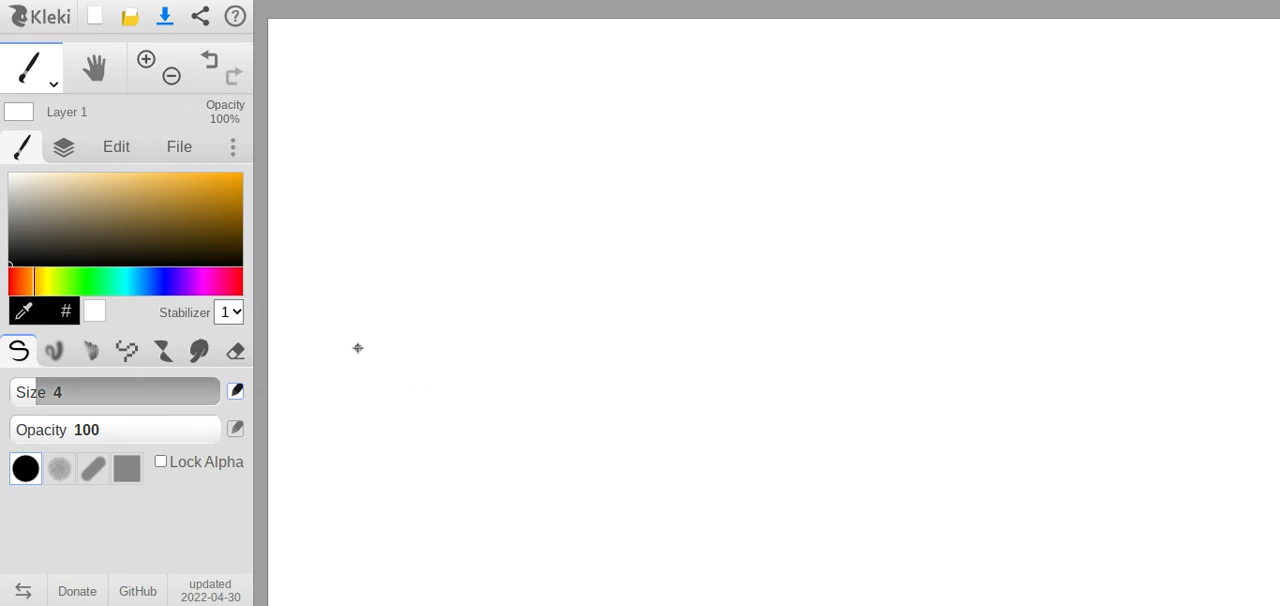 Kleki
Layer 1
Opacity
100%
Edit
File
#
Stabilizer 1
Size 4
Opacity 100
Lock Alpha
Donate
GitHub
updated
2022-04-30